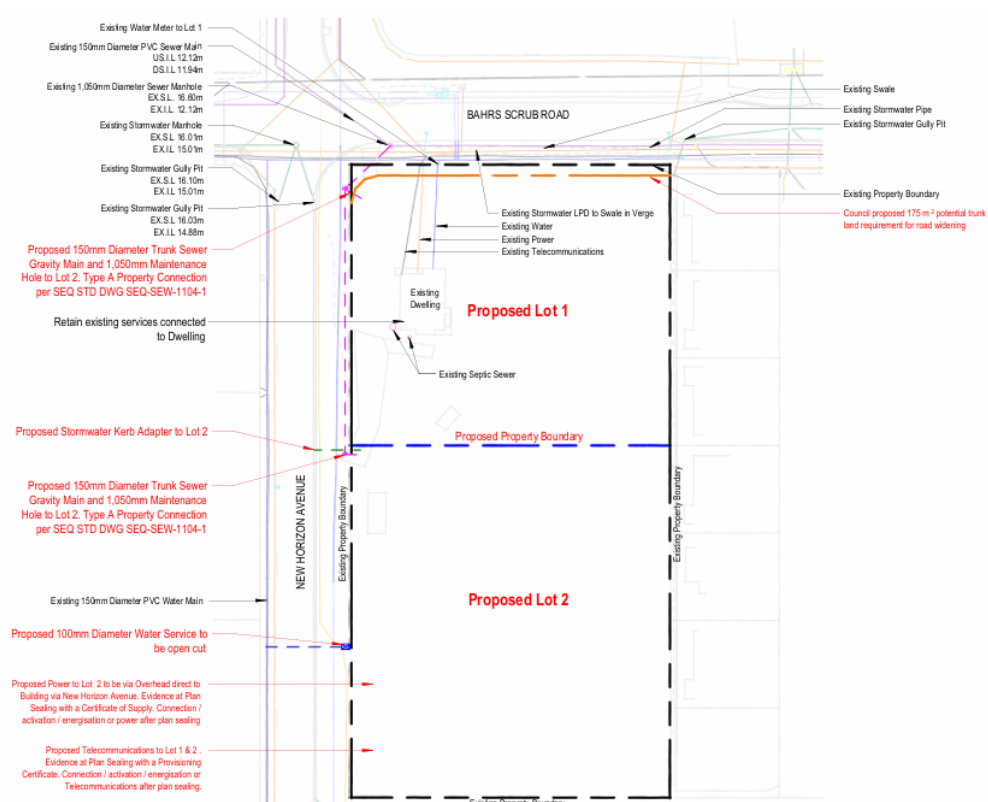 Existing Water Meter to Lot 1
Existing 150mm Diameter PVC Sewer Main
US.I.L 12.12m
DS.I.L 11.94m
Existing 1,050mm Diameter Sewer Manhole
EX.S.L. 16.60m
EX.I.L. 12.12m
Existing Stormwater Manhole
EX.S.L 16.01m
EX.I.L 15.01m
Existing Stormwater Gully Pit
EX.S.L 16.10m
EX.I.L 15.01m
Existing Stormwater Gully Pit
EX.S.L 16.03m
EX.I.L 14.88m
Proposed 150mm Diameter Trunk Sewer
Gravity Main and 1,050mm Maintenance
Hole to Lot 2. Type A Property Connection
per SEQ STD DWG SEQ-SEW-1104-1
Retain existing services connected
to Dwelling
Proposed Stormwater Kerb Adapter to Lot 2
Proposed 150mm Diameter Trunk Sewer
Gravity Main and 1,050mm Maintenance
Hole to Lot 2. Type A Property Connection
per SEQ STD DWG SEQ-SEW-1104-1
Existing 150mm Diameter PVC Water Main
Proposed 100mm Diameter Water Service to
be open cut
Proposed Power to Lot 2 to be via Overhead direct to
Building via New Horizon Avenue. Evidence at Plan
Sealing with a Certificate of Supply. Connection /
activation / energisation or power after plan sealing
Proposed Telecommunications to Lot 1 & 2 .
Evidence at Plan Sealing with a Provisioning
Certificate. Connection / activation / energisation or
Telecommunications after plan sealing.
NEW HORIZON AVENUE
Existing Property Boundary
BAHRS SCRUB ROAD
Existing Stormwater LPD to Swale in Verge
Existing Water
Existing Power
Existing Telecommunications
Existing
Dwelling
Proposed Lot 1
Existing Septic Sewer
Proposed Property Boundary
Proposed Lot 2
Existing Property Boundary
Existing Property Boundary
Existing Swale
Existing Stormwater Pipe
Existing Stormwater Gully Pit
Existing Property Boundary
Council proposed 175 m ² potential trunk
land requirement for road widening